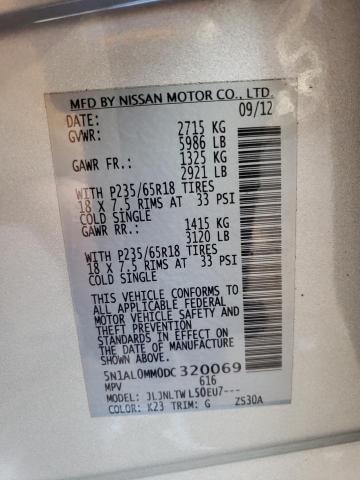 MFD BY NISSAN MOTOR CO., LTD.
DATE: 09/12
GVWR: 2715 KG
5986 LB
GAWR FR.: 1325 KG
2921 LB
WITH P235/65R18 TIRES
18 X 7.5 RIMS AT 33 PSI
COLD SINGLE
GAWR RR.: 1415 KG
3120 LB
WITH P235/65R18 TIRES
18 X 7.5 RIMS AT 33 PSI
COLD SINGLE
THIS VEHICLE CONFORMS TO
ALL APPLICABLE FEDERAL
MOTOR VEHICLE SAFETY AND
THEFT PREVENTION
STANDARDS IN EFFECT ON
THE DATE OF MANUFACTURE
SHOWN ABOVE.
5N1AL0MM0DC 320069
MPV 616
MODEL: JLJNLTWL50EU7---
COLOR: K23 TRIM: G ZS30A